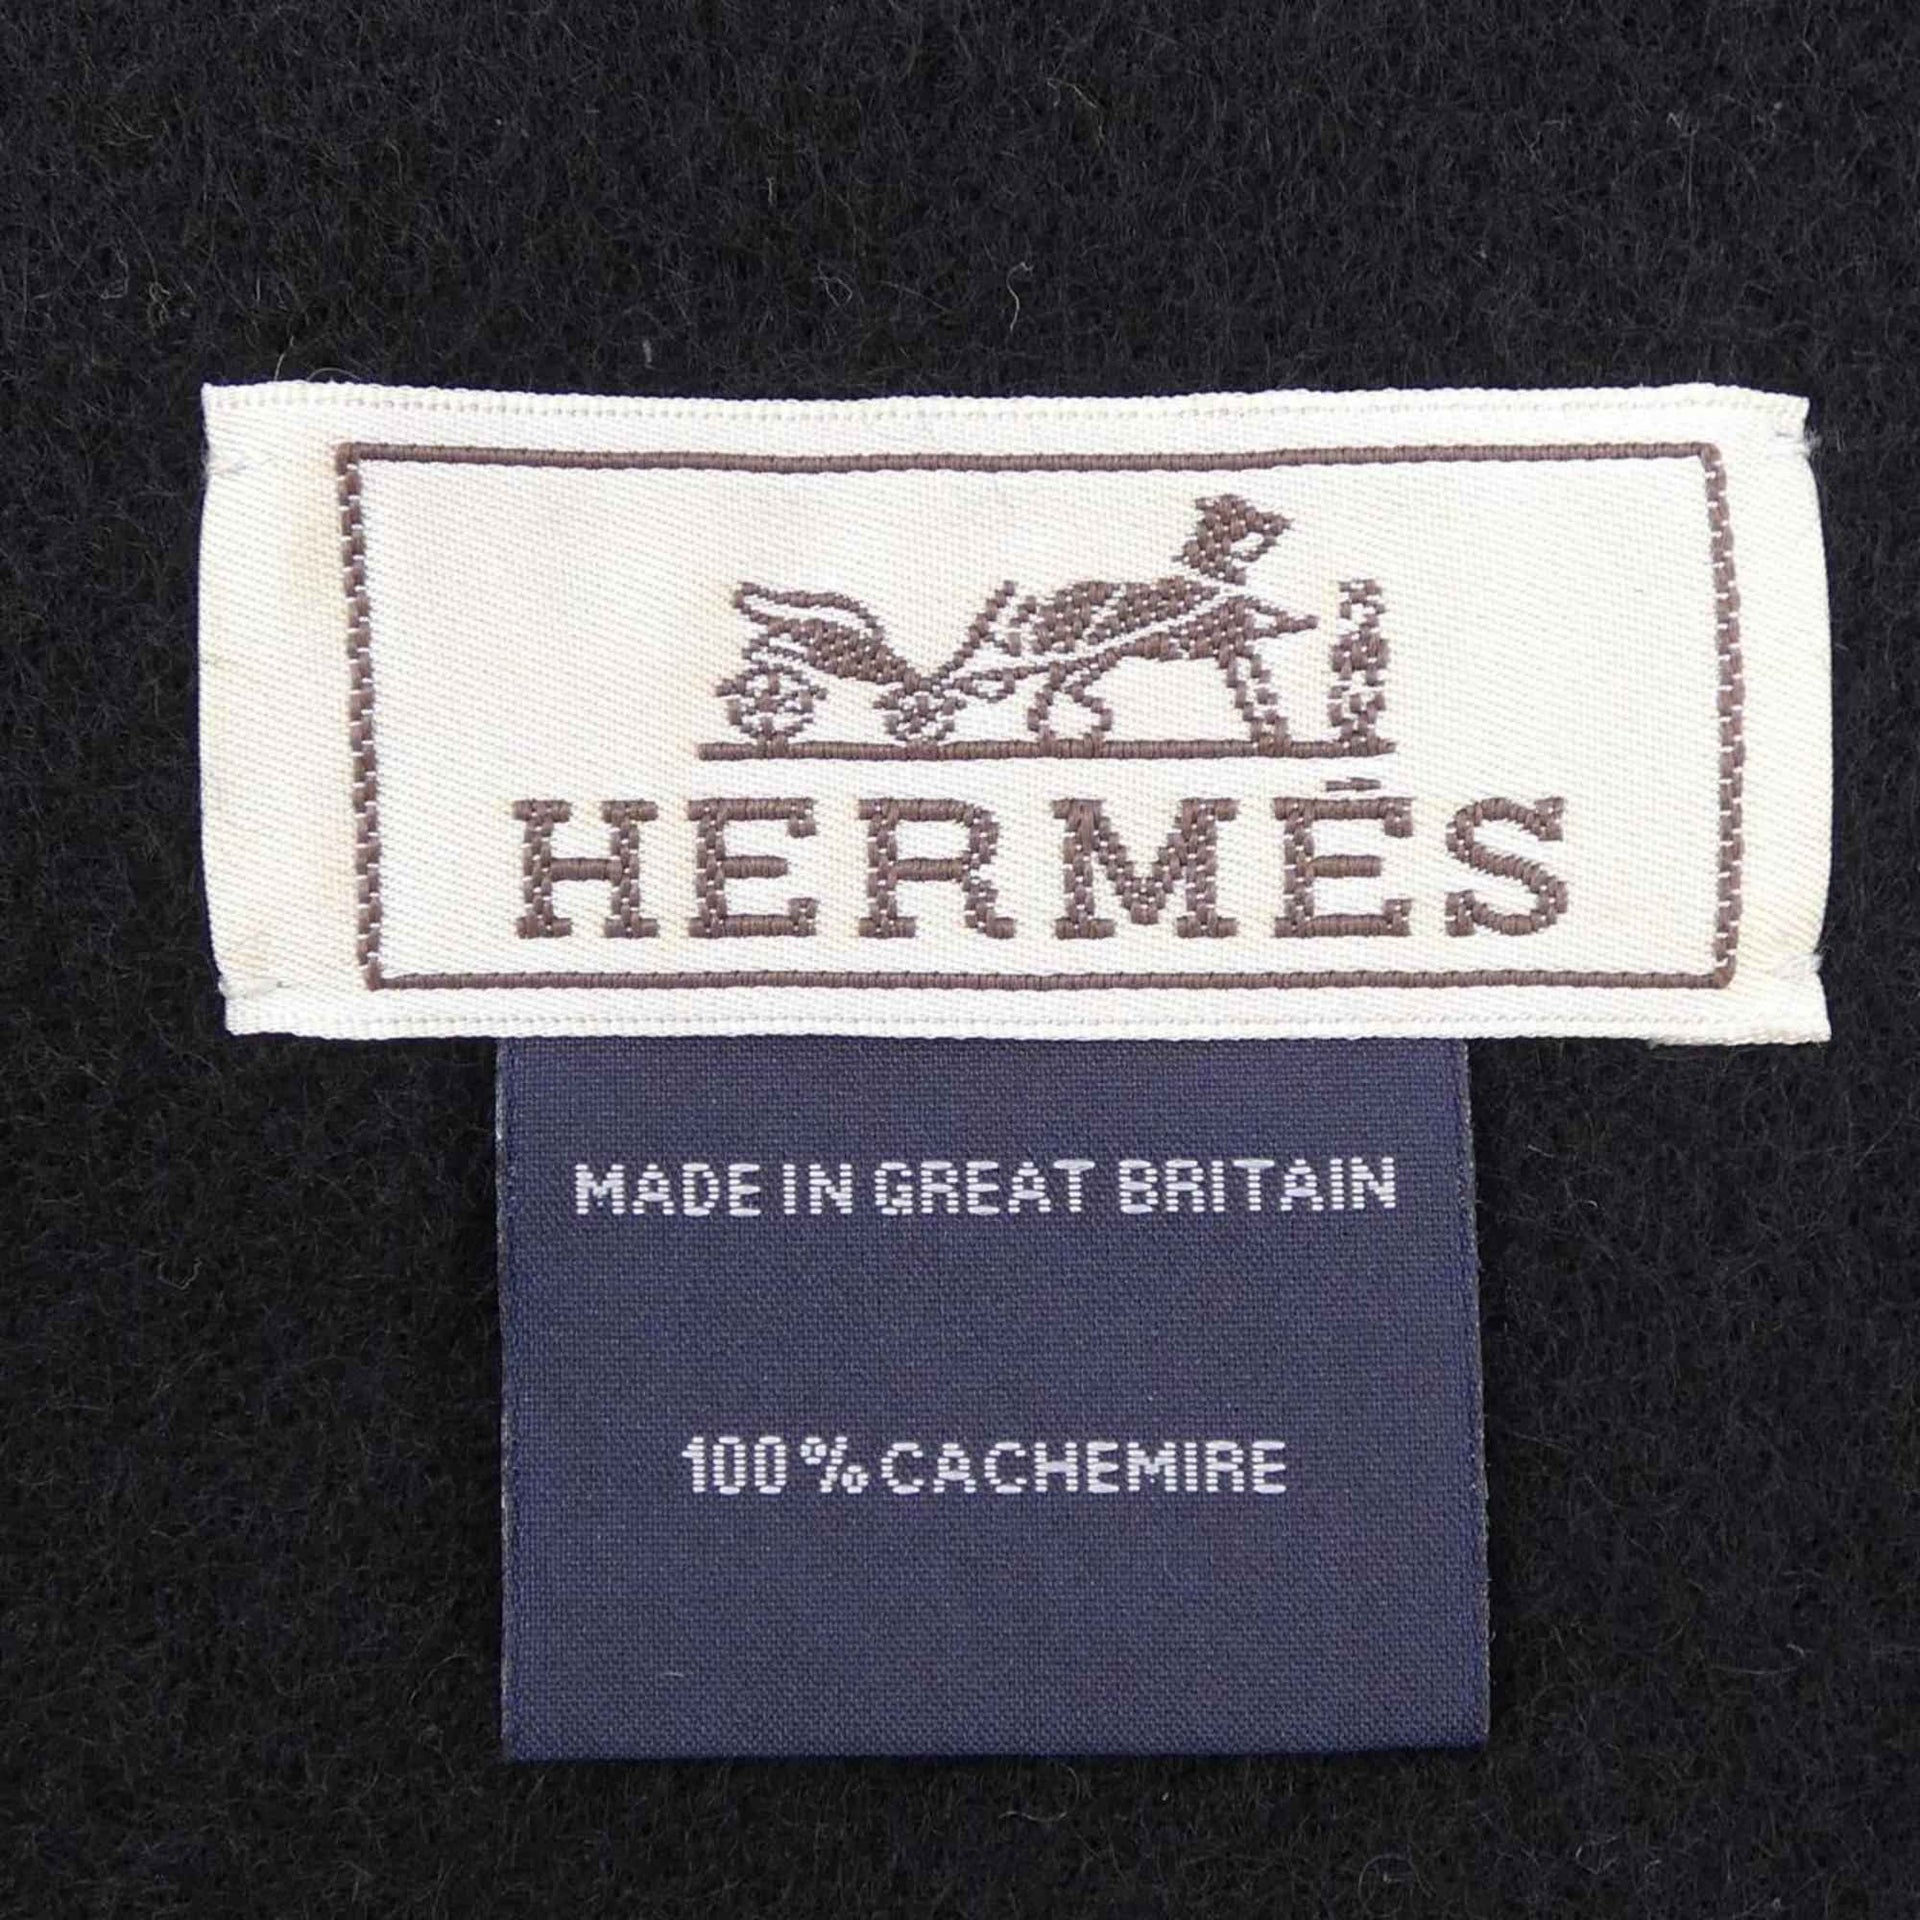 HERMÈS
MADE IN GREAT BRITAIN
100% CACHEMIRE